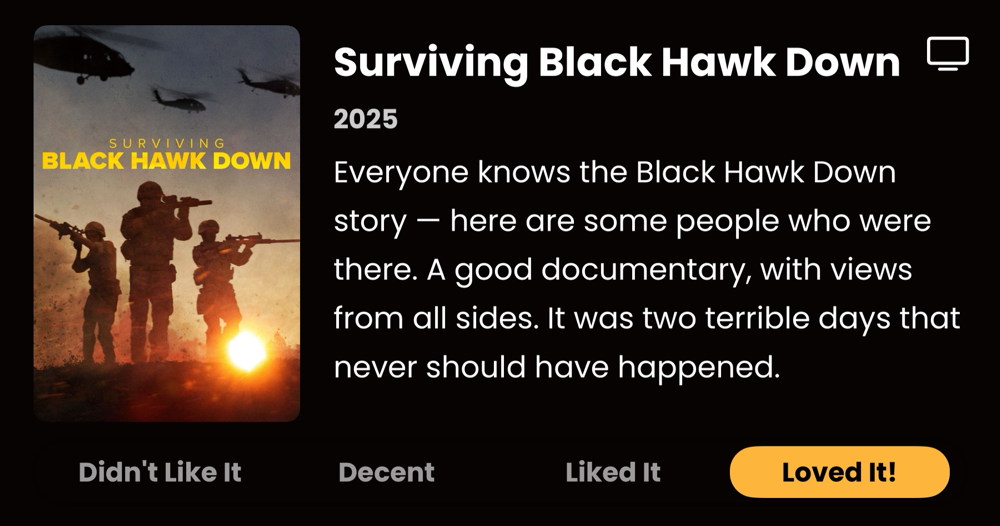 SURVIVING
BLACK HAWK DOWN
Surviving Black Hawk Down
2025
Everyone knows the Black Hawk Down
story — here are some people who were
there. A good documentary, with views
from all sides. It was two terrible days that
never should have happened.
Didn't Like It
Decent
Liked It
Loved It!